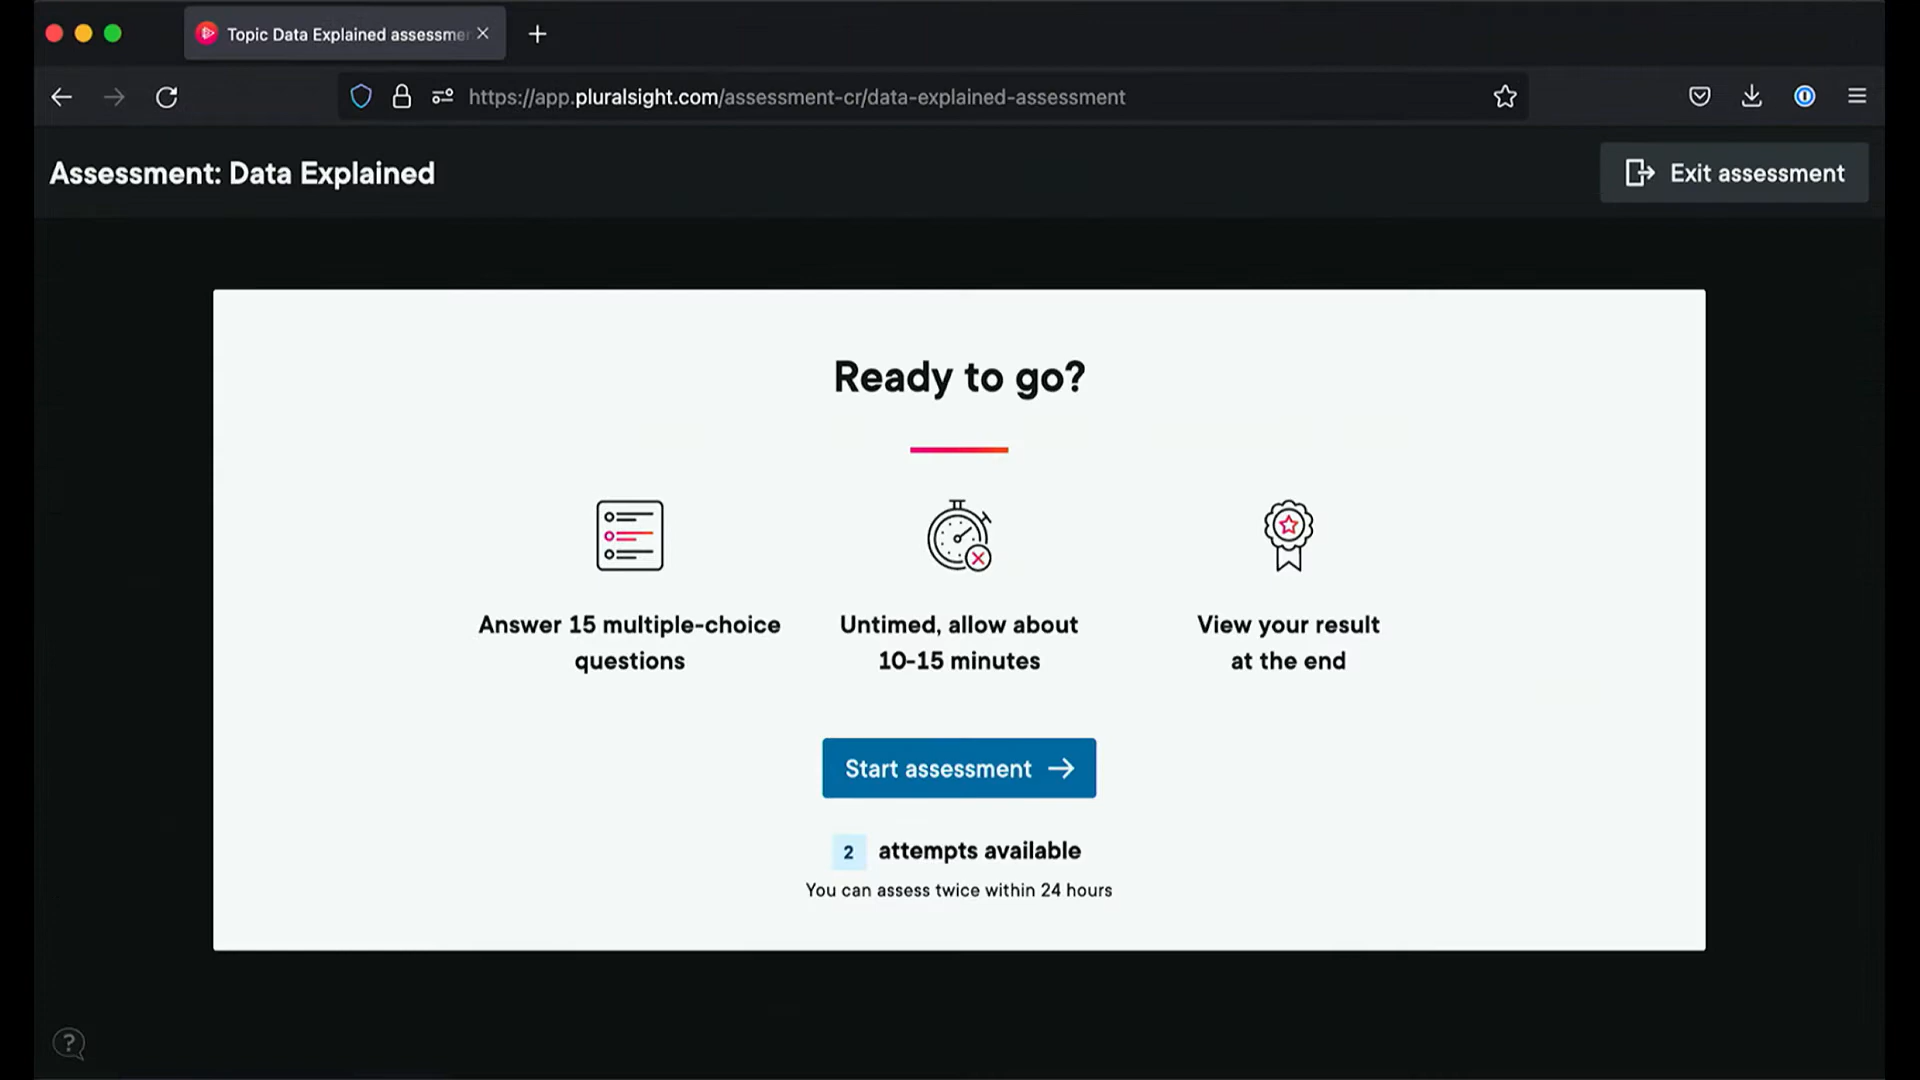 Topic Data Explained assessme
https://app.pluralsight.com/assessment-cr/data-explained-assessment
Assessment: Data Explained
Exit assessment
Ready to go?
Answer 15 multiple-choice
questions
Untimed, allow about
10-15 minutes
View your result
at the end
Start assessment
2 attempts available
You can assess twice within 24 hours
?